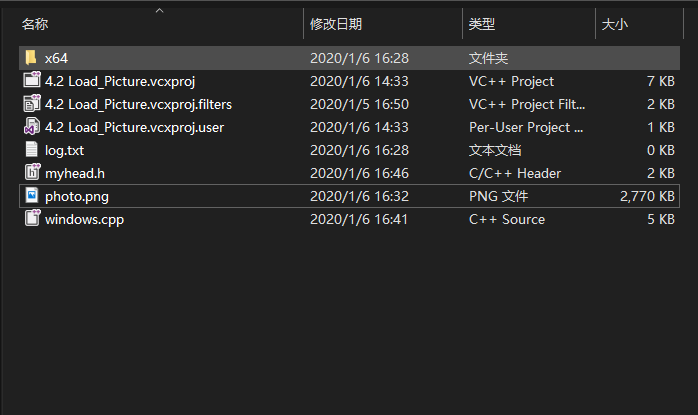 名称 修改日期 类型 大小
x64 2020/1/6 16:28 文件夹
4.2 Load_Picture.vcxproj 2020/1/6 14:33 VC++ Project 7 KB
4.2 Load_Picture.vcxproj.filters 2020/1/5 16:50 VC++ Project Filt... 2 KB
4.2 Load_Picture.vcxproj.user 2020/1/6 14:33 Per-User Project ... 1 KB
log.txt 2020/1/6 16:28 文本文档 0 KB
myhead.h 2020/1/6 16:46 C/C++ Header 2 KB
photo.png 2020/1/6 16:32 PNG 文件 2,770 KB
windows.cpp 2020/1/6 16:41 C++ Source 5 KB